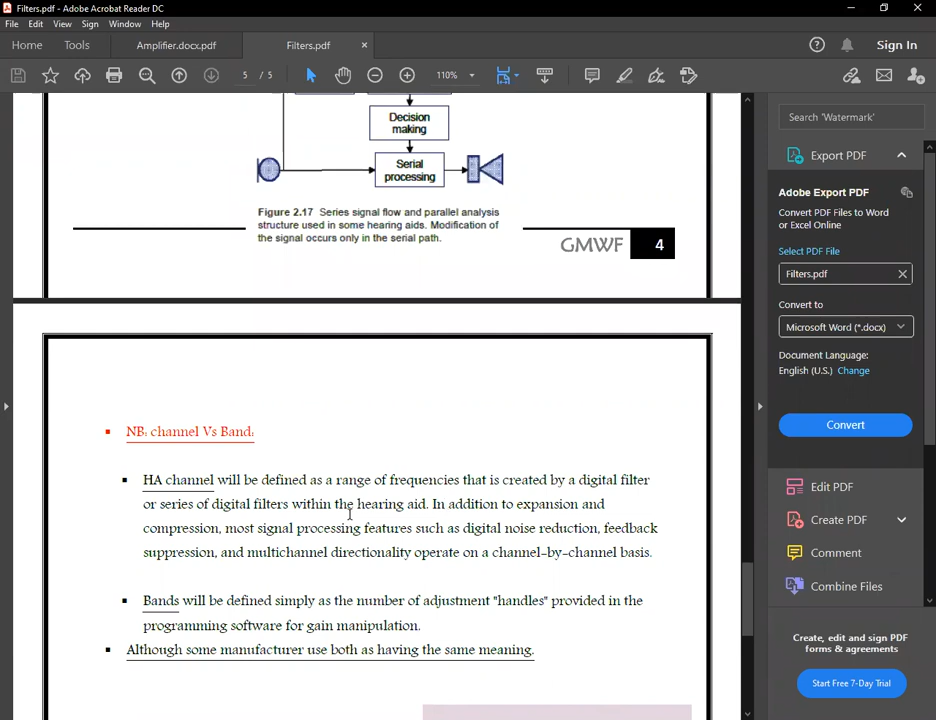 Filters.pdf - Adobe Acrobat Reader DC
File Edit View Sign Window Help
Home Tools Amplifier.docx.pdf Filters.pdf × Sign In
5 / 5 110%
Decision
making
Serial
processing
Figure 2.17 Series signal flow and parallel analysis
structure used in some hearing aids. Modification of
the signal occurs only in the serial path.
GMWF 4
NB: channel Vs Band:
HA channel will be defined as a range of frequencies that is created by a digital filter
or series of digital filters within the hearing aid. In addition to expansion and
compression, most signal processing features such as digital noise reduction, feedback
suppression, and multichannel directionality operate on a channel-by-channel basis.
Bands will be defined simply as the number of adjustment "handles" provided in the
programming software for gain manipulation.
Although some manufacturer use both as having the same meaning.
Search 'Watermark'
Export PDF
Adobe Export PDF
Convert PDF Files to Word
or Excel Online
Select PDF File
Filters.pdf
Convert to
Microsoft Word (*.docx)
Document Language:
English (U.S.) Change
Convert
Edit PDF
Create PDF
Comment
Combine Files
Convert, edit and sign PDF
forms & agreements
Start Free 7-Day Trial